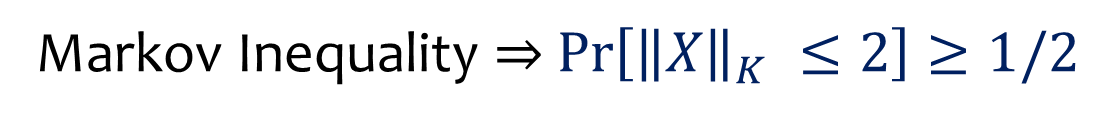 Markov Inequality ⇒ Pr[‖X‖_K ≤ 2] ≥ 1/2